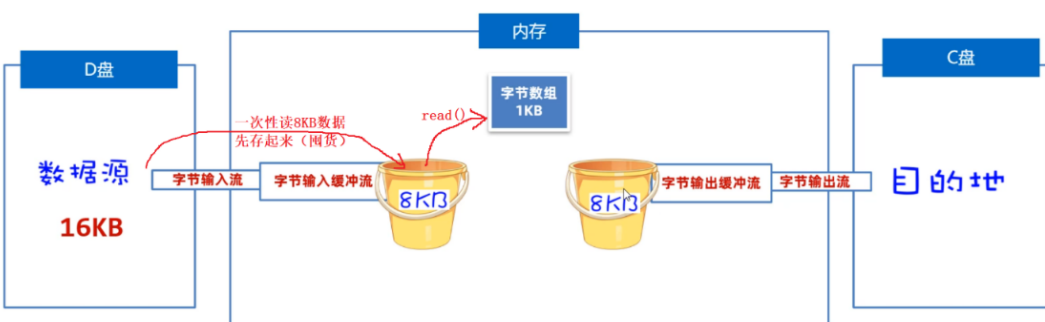 内存
D盘
C盘
字节数组
1KB
一次性读8KB数据
先存起来（囤货）
read()
数据源
16KB
字节输入流
字节输入缓冲流
8KB
8KB
字节输出缓冲流
字节输出流
目的地